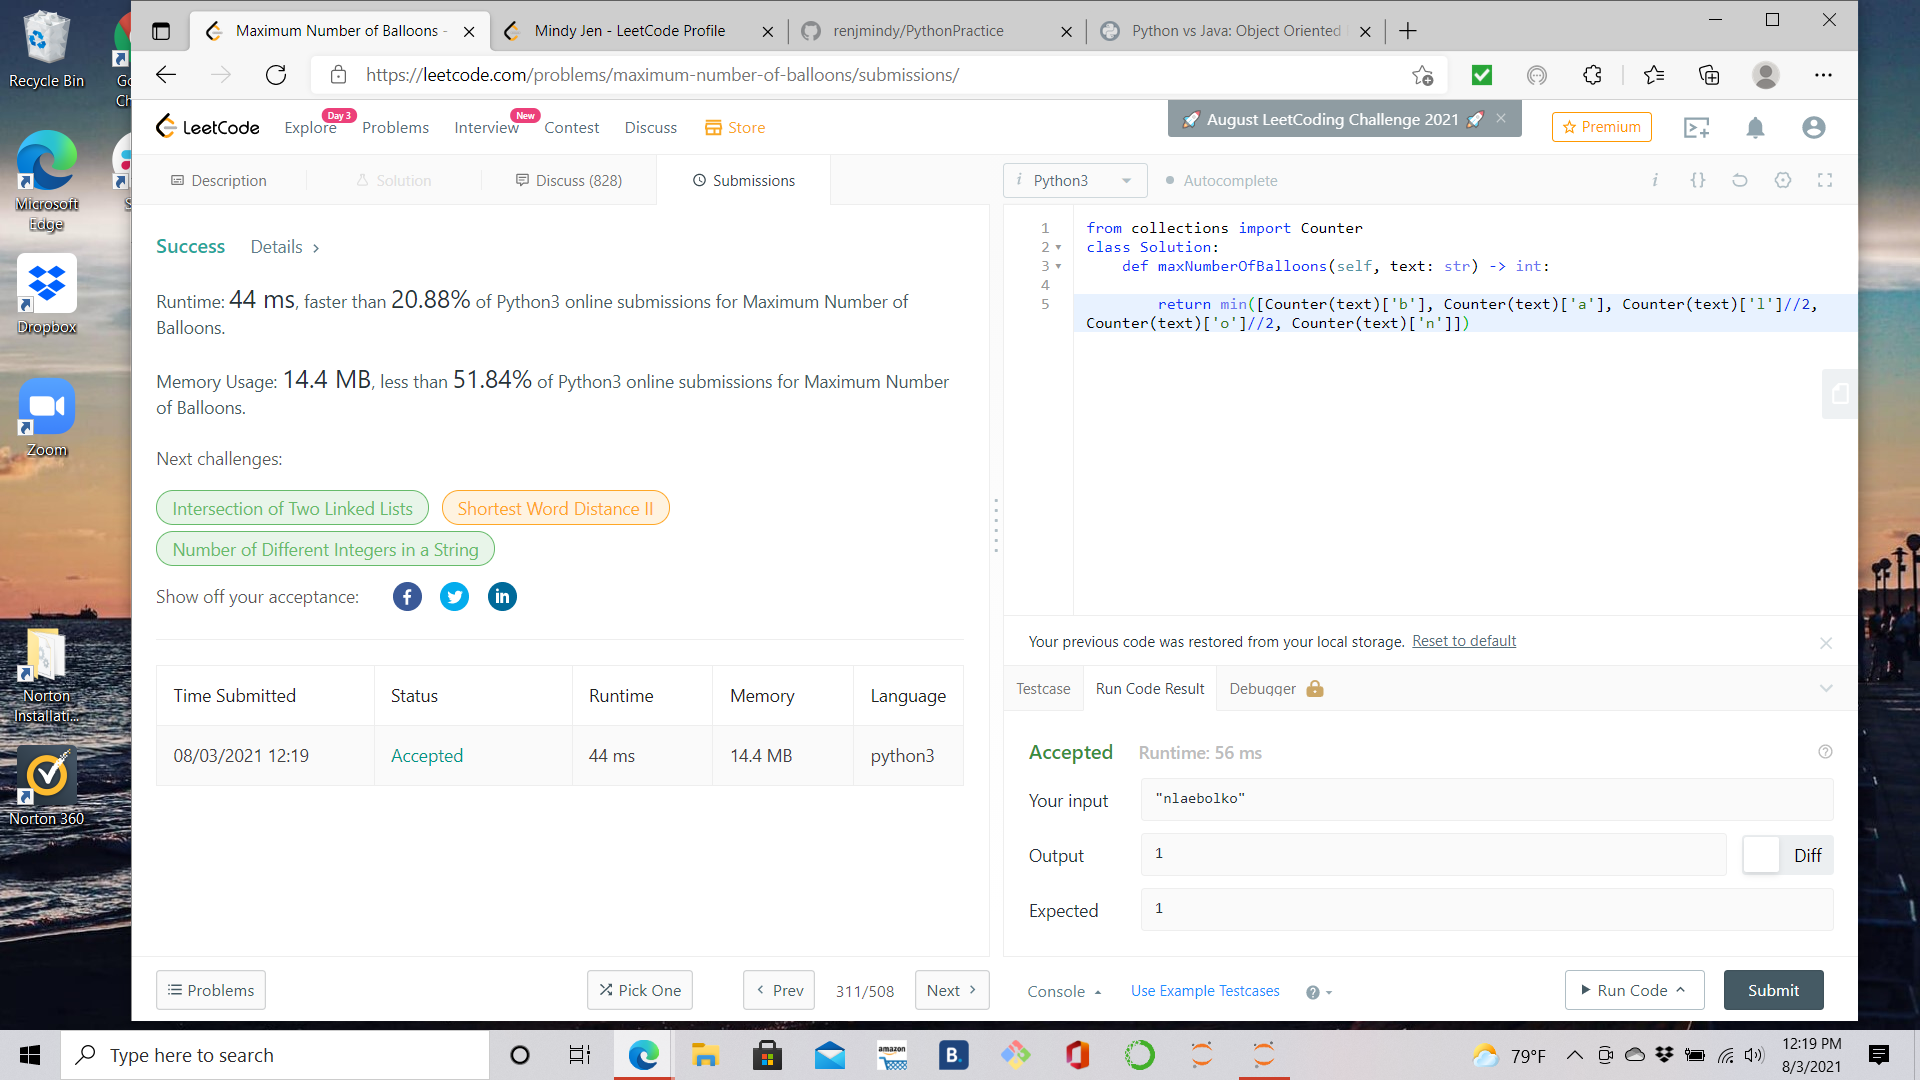 Recycle Bin
Go
Ch
Microsoft
Edge
S
Dropbox
Zoom
Norton
Installati...
Norton 360
Maximum Number of Balloons -
Mindy Jen - LeetCode Profile
renjmindy/PythonPractice
Python vs Java: Object Oriented
https://leetcode.com/problems/maximum-number-of-balloons/submissions/
LeetCode
Explore
Day 3
Problems
Interview
New
Contest
Discuss
Store
August LeetCoding Challenge 2021
Premium
Description
Solution
Discuss (828)
Submissions
Success
Details
Runtime: 44 ms, faster than 20.88% of Python3 online submissions for Maximum Number of
Balloons.
Memory Usage: 14.4 MB, less than 51.84% of Python3 online submissions for Maximum Number
of Balloons.
Next challenges:
Intersection of Two Linked Lists
Shortest Word Distance II
Number of Different Integers in a String
Show off your acceptance:
Time Submitted Status Runtime Memory Language
08/03/2021 12:19 Accepted 44 ms 14.4 MB python3
Problems
Pick One
Prev
311/508
Next
i Python3
Autocomplete
i {}
1 from collections import Counter
2 class Solution:
3 def maxNumberOfBalloons(self, text: str) -> int:
4
5 return min([Counter(text)['b'], Counter(text)['a'], Counter(text)['l']//2,
Counter(text)['o']//2, Counter(text)['n']])
Your previous code was restored from your local storage. Reset to default
Testcase
Run Code Result
Debugger
Accepted Runtime: 56 ms
Your input "nlaebolko"
Output 1
Diff
Expected 1
Console
Use Example Testcases
Run Code
Submit
Type here to search
amazon
B.
79°F
12:19 PM
8/3/2021